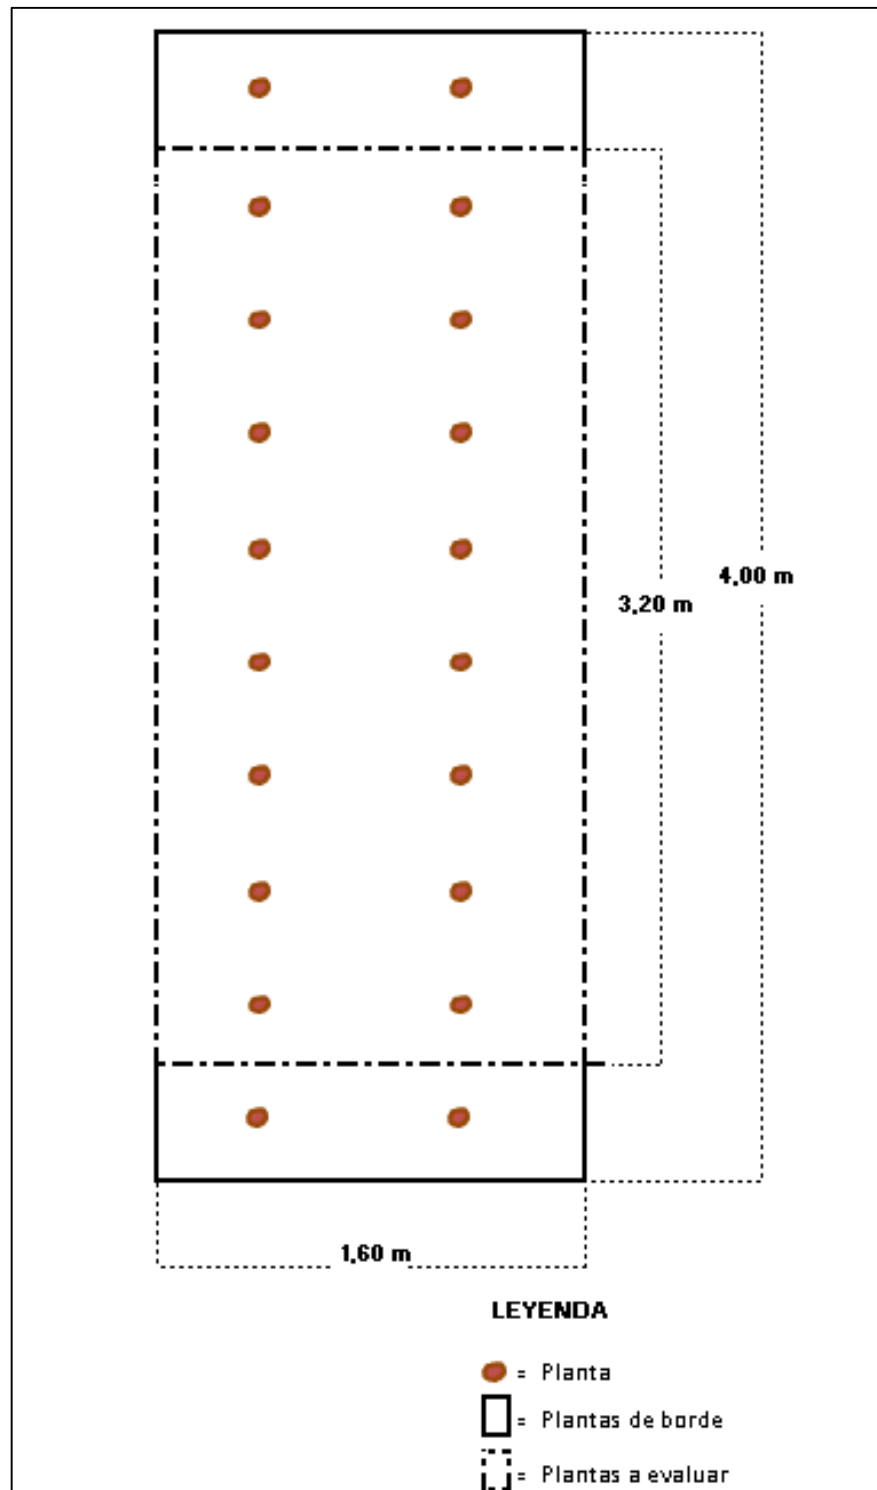 4,00 m
3,20 m
1,60 m
LEYENDA
= Planta
= Plantas de borde
= Plantas a evaluar